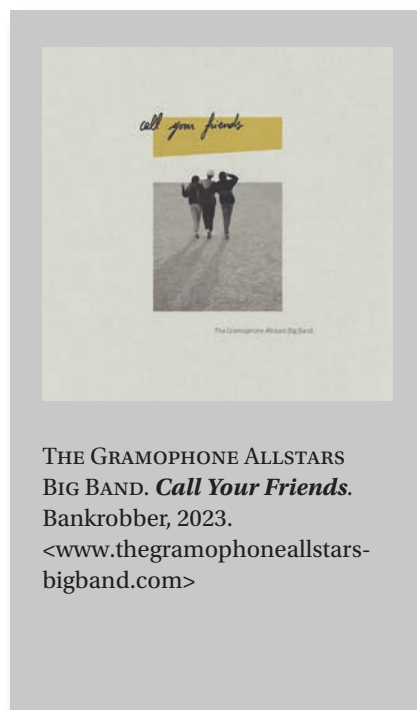 call your friends
The Gramophone Allstars Big Band
THE GRAMOPHONE ALLSTARS
BIG BAND. Call Your Friends.
Bankrobber, 2023.
<www.thegramophoneallstars-
bigband.com>